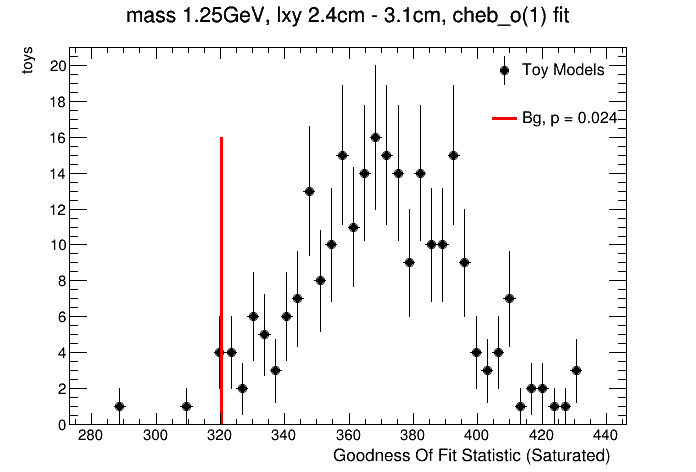 mass 1.25GeV, lxy 2.4cm - 3.1cm, cheb_o(1) fit
toys
20
18
16
14
12
10
8
6
4
2
0
Toy Models
Bg, p = 0.024
280 300 320 340 360 380 400 420 440
Goodness Of Fit Statistic (Saturated)